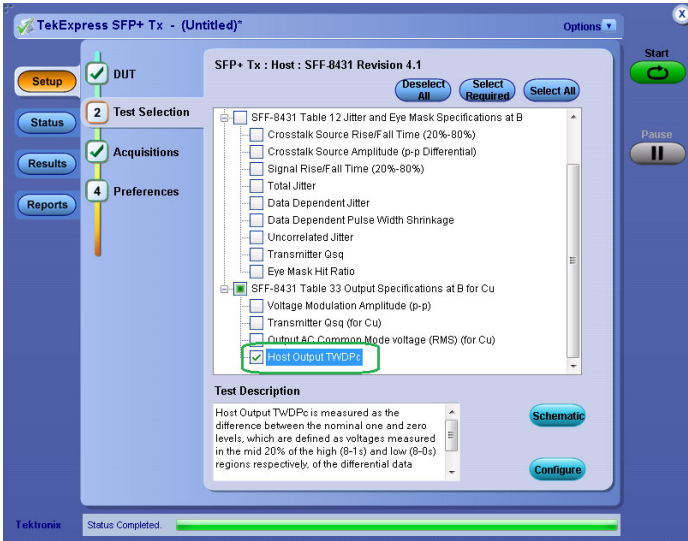 TekExpress SFP+ Tx - (Untitled)*
Options
x
Start
Pause
Setup
Status
Results
Reports
DUT
2 Test Selection
Acquisitions
4 Preferences
SFP+ Tx : Host : SFF-8431 Revision 4.1
Deselect All
Select Required
Select All
SFF-8431 Table 12 Jitter and Eye Mask Specifications at B
Crosstalk Source Rise/Fall Time (20%-80%)
Crosstalk Source Amplitude (p-p Differential)
Signal Rise/Fall Time (20%-80%)
Total Jitter
Data Dependent Jitter
Data Dependent Pulse Width Shrinkage
Uncorrelated Jitter
Transmitter Qsq
Eye Mask Hit Ratio
SFF-8431 Table 33 Output Specifications at B for Cu
Voltage Modulation Amplitude (p-p)
Transmitter Qsq (for Cu)
Output AC Common Mode voltage (RMS) (for Cu)
Host Output TWDPc
Test Description
Host Output TWDPc is measured as the
difference between the nominal one and zero
levels, which are defined as voltages measured
in the mid 20% of the high (8-1s) and low (8-0s)
regions respectively, of the differential data
Schematic
Configure
Tektronix
Status Completed.